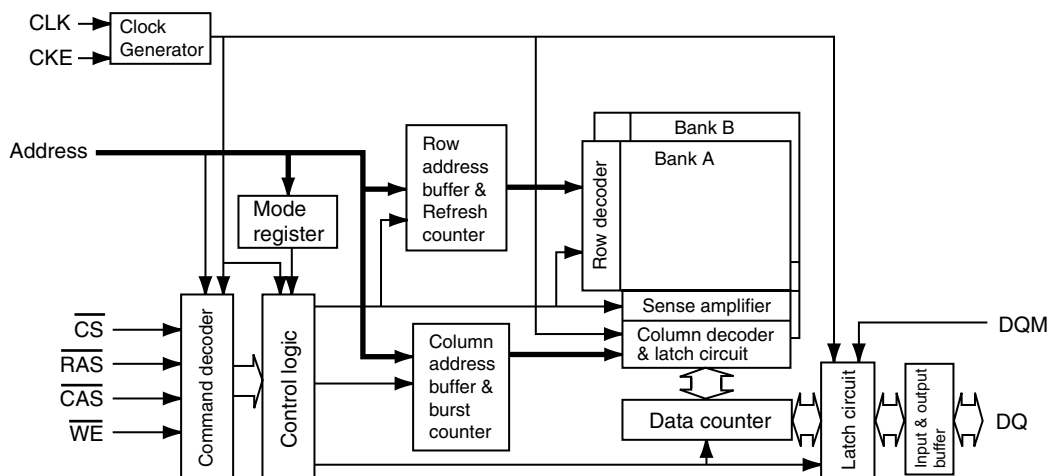 CLK
CKE
Clock
Generator
Address
Mode
register
Row
address
buffer &
Refresh
counter
Bank B
Bank A
Row decoder
Sense amplifier
Column decoder
& latch circuit
CS
RAS
CAS
WE
Command decoder
Control logic
Column
address
buffer &
burst
counter
Data counter
Latch circuit
Input & output
buffer
DQM
DQ